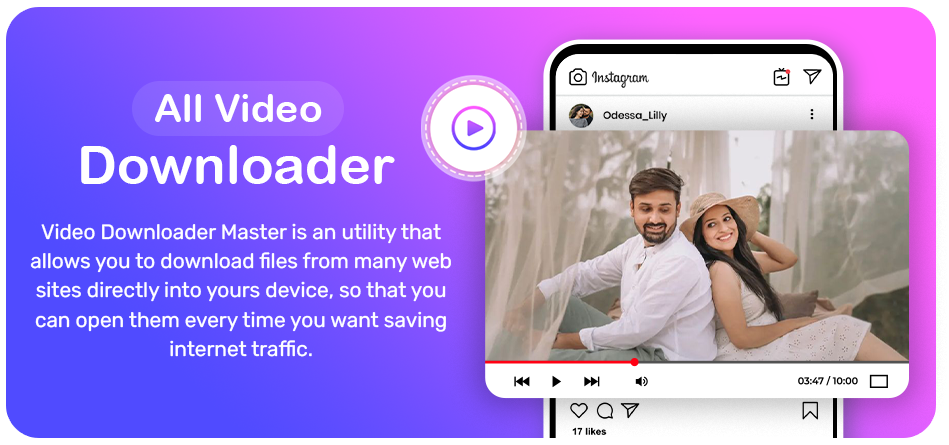 All Video
Downloader
Video Downloader Master is an utility that
allows you to download files from many web
sites directly into yours device, so that you
can open them every time you want saving
internet traffic.
Instagram
Odessa_Lilly
03:47 / 10:00
17 likes